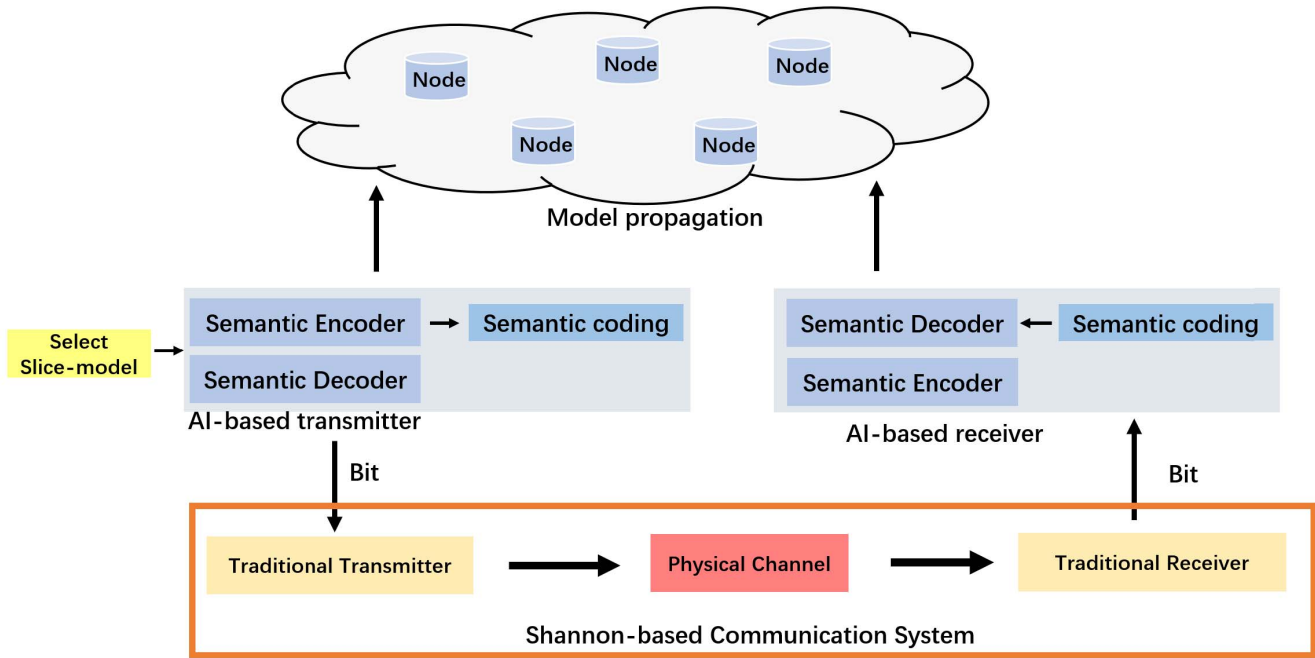 Node
Node
Node
Node
Node
Model propagation
Select
Slice-model
Semantic Encoder
Semantic coding
Semantic Decoder
AI-based transmitter
Semantic Decoder
Semantic coding
Semantic Encoder
AI-based receiver
Bit
Bit
Traditional Transmitter
Physical Channel
Traditional Receiver
Shannon-based Communication System